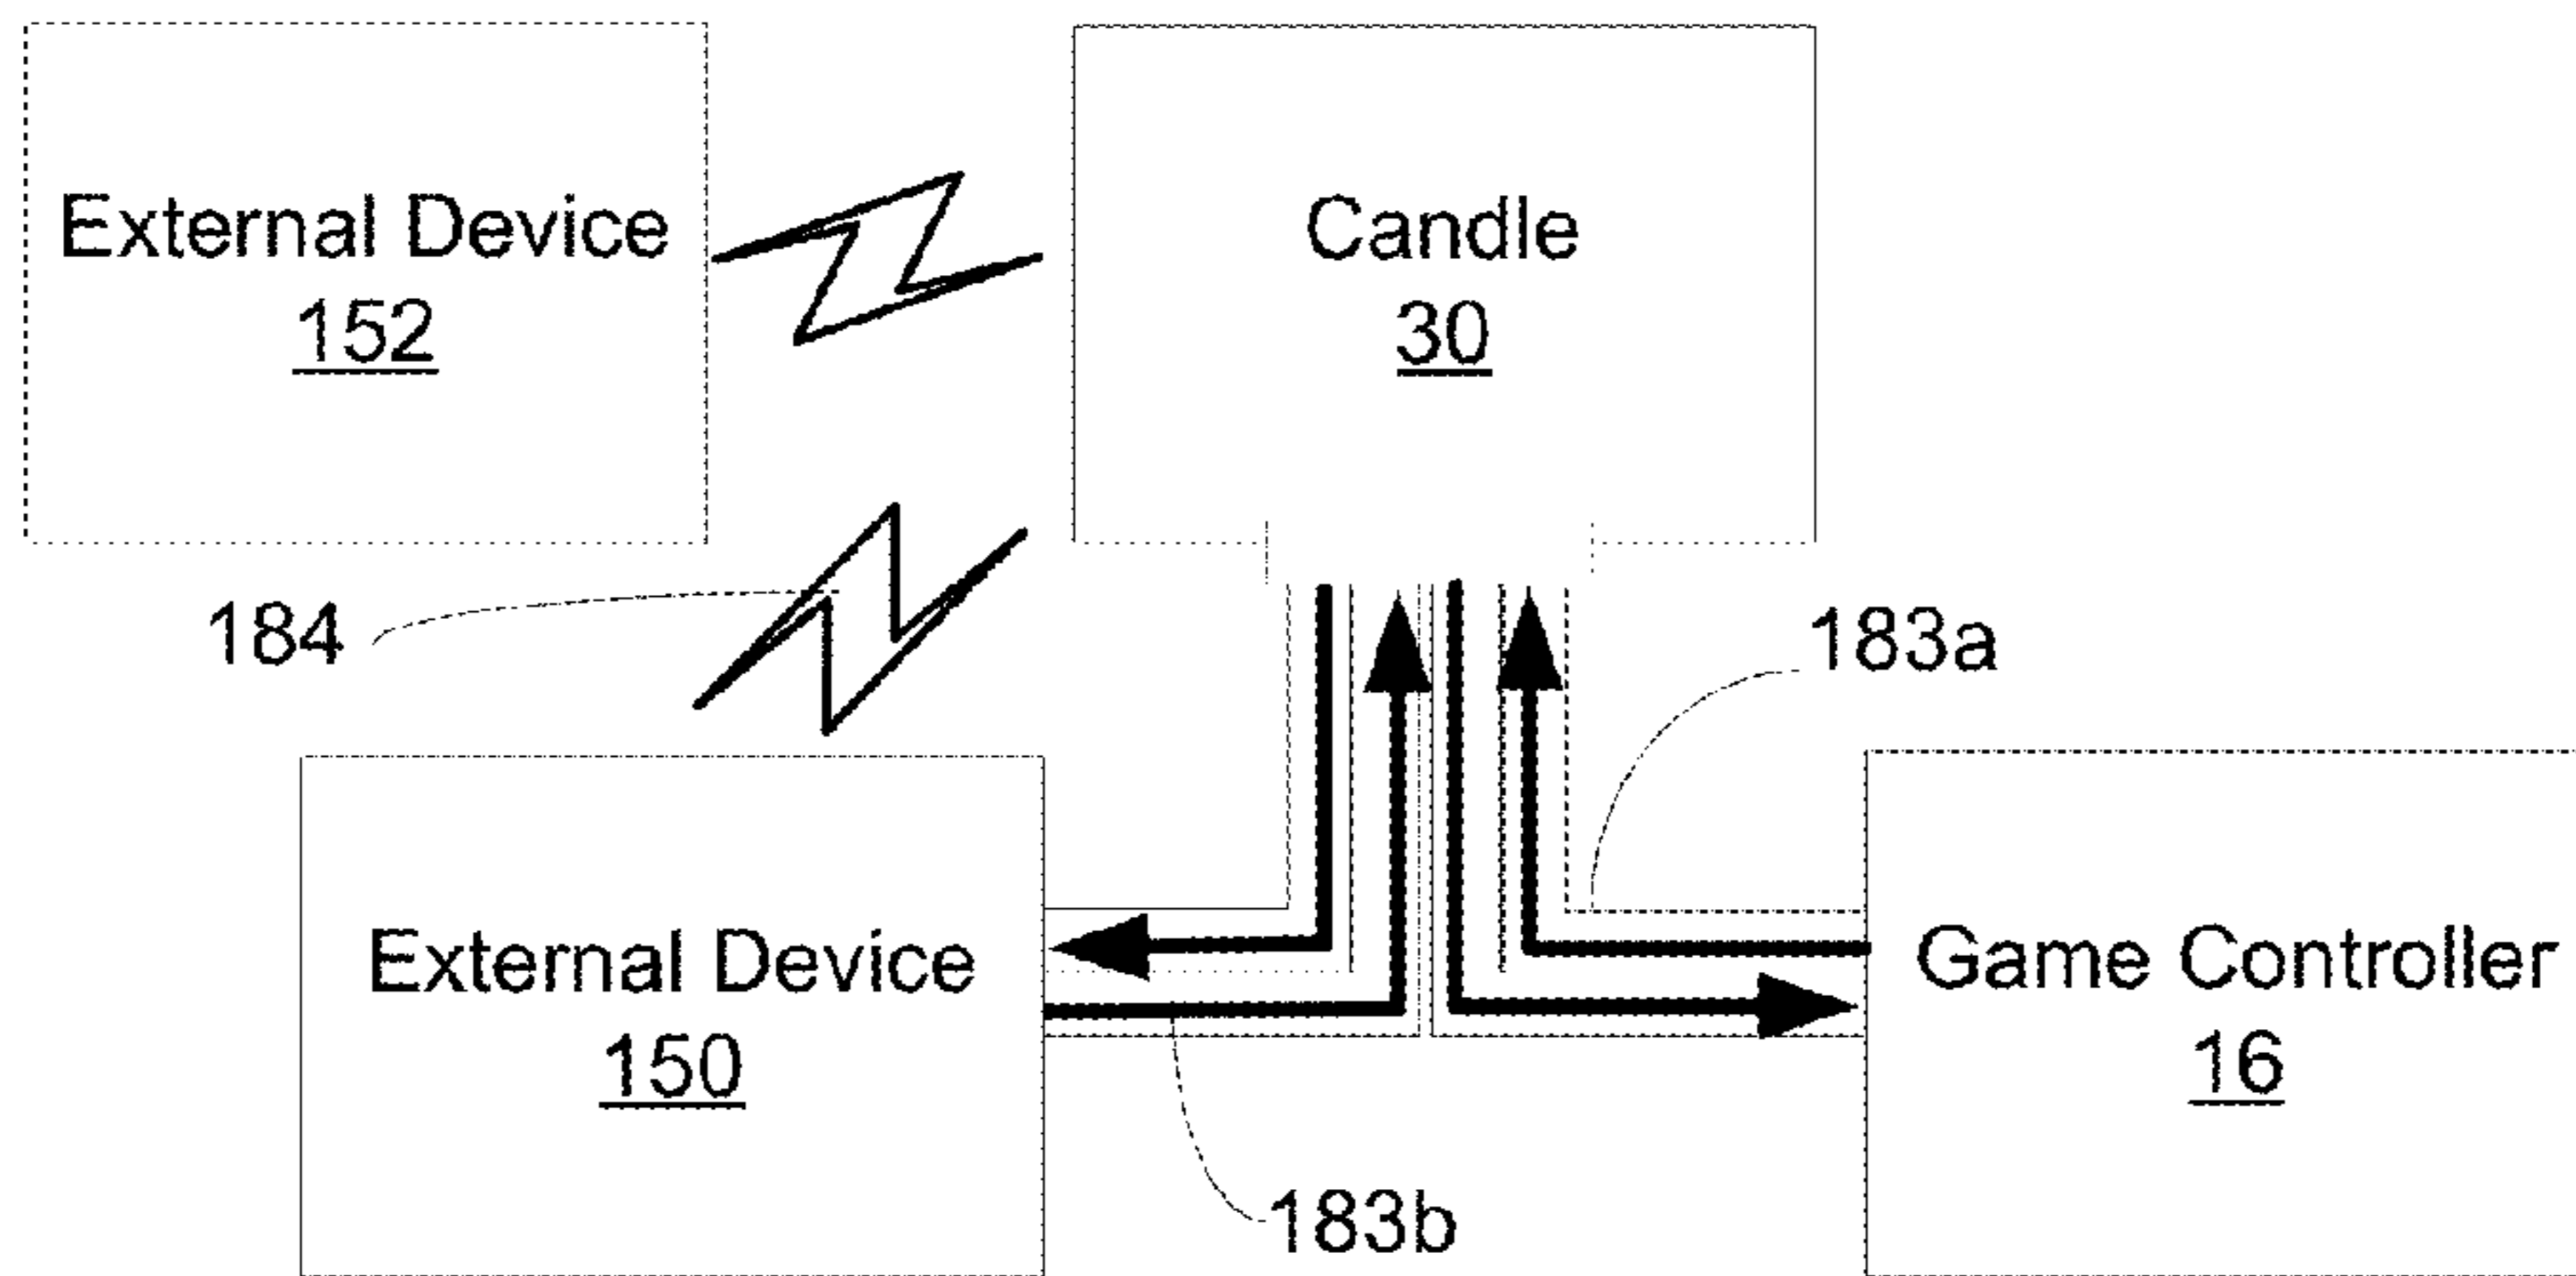 External Device
152
Candle
30
184
183a
External Device
150
Game Controller
16
183b